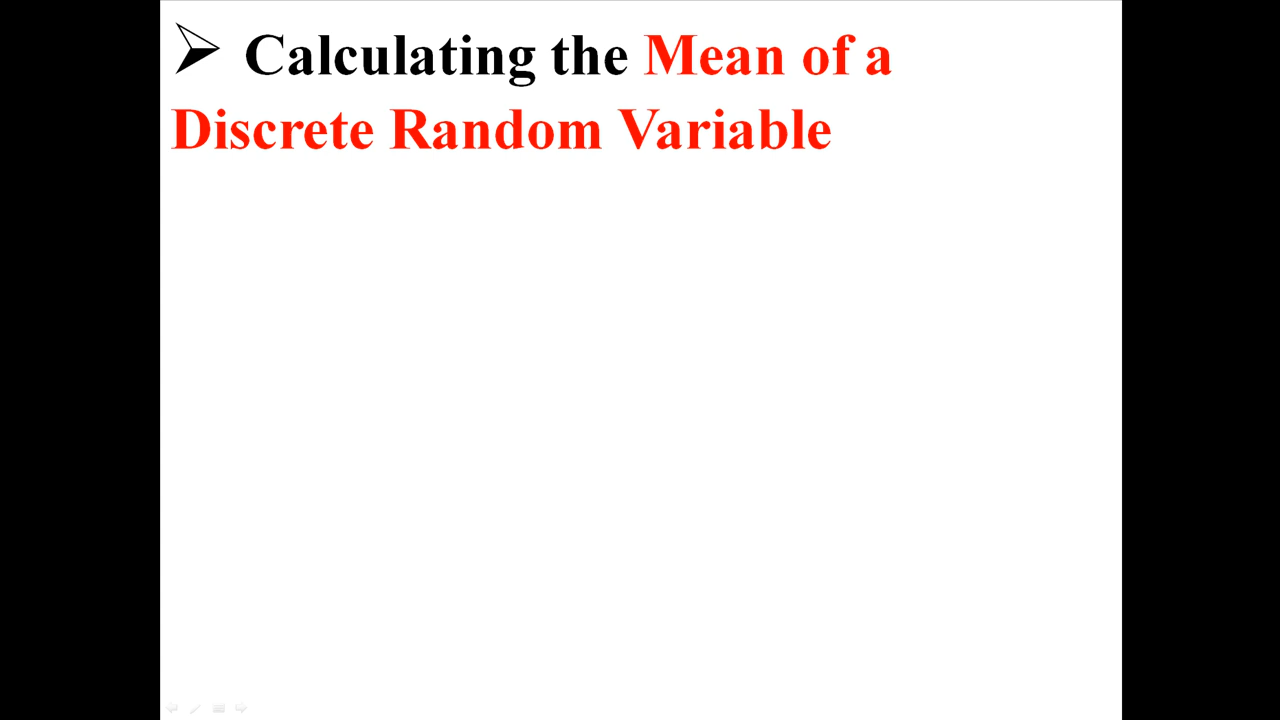 ➢ Calculating the Mean of a
Discrete Random Variable